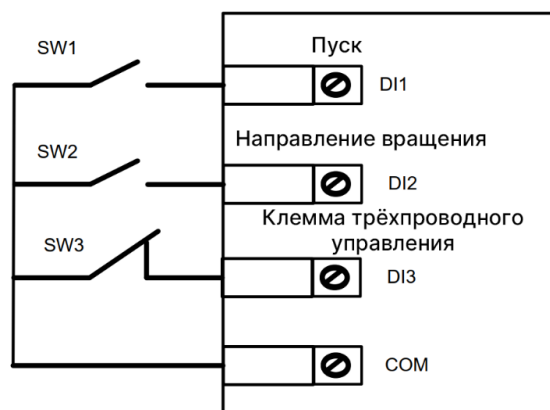 SW1
Пуск
DI1
SW2
Направление вращения
DI2
SW3
Клемма трёхпроводного
управления
DI3
COM